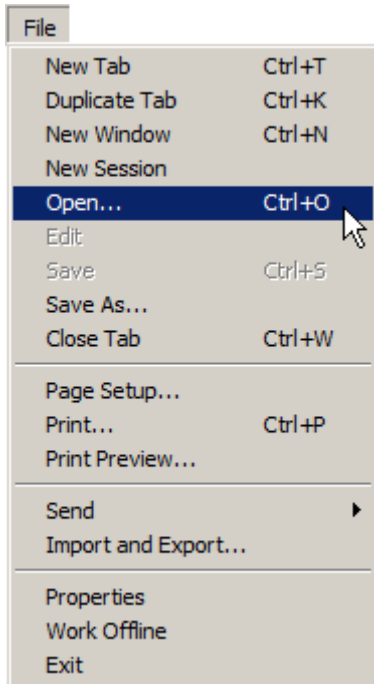 File
New Tab Ctrl+T
Duplicate Tab Ctrl+K
New Window Ctrl+N
New Session
Open... Ctrl+O
Edit
Save Ctrl+S
Save As...
Close Tab Ctrl+W
Page Setup...
Print... Ctrl+P
Print Preview...
Send
Import and Export...
Properties
Work Offline
Exit